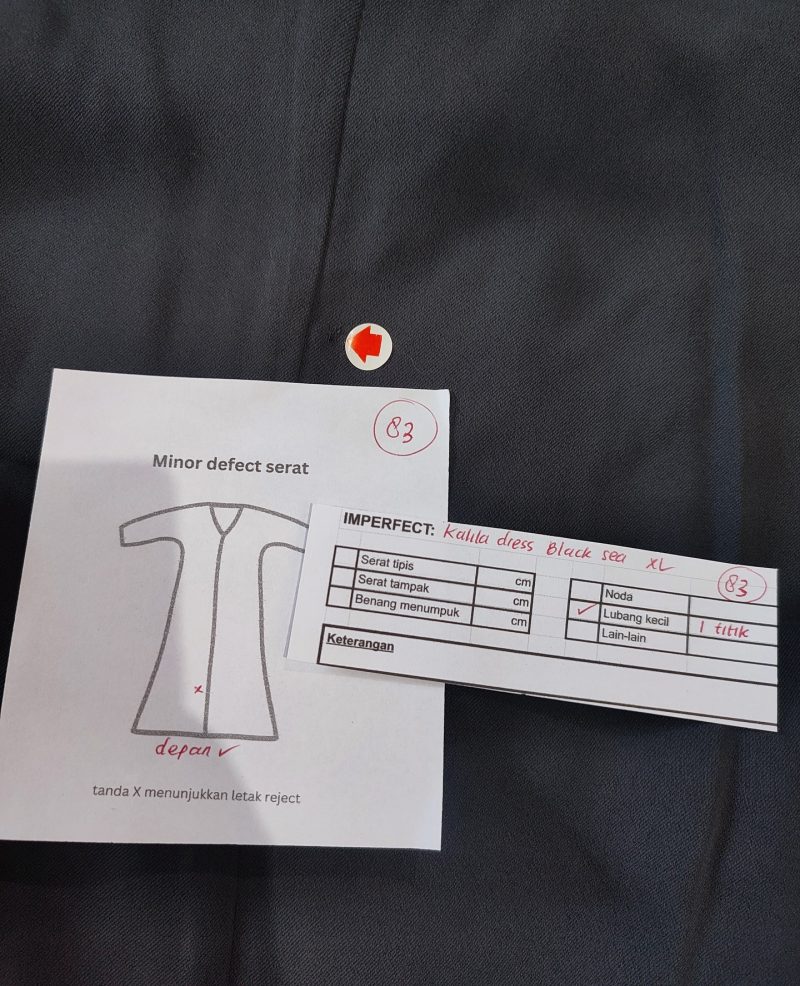 83
Minor defect serat
depan ✓
tanda X menunjukkan letak reject
IMPERFECT: Kalila dress Black sea XL
83
Serat tipis cm
Serat tampak cm
Benang menumpuk cm
Noda
✓ Lubang kecil 1 titik
Lain-lain
Keterangan